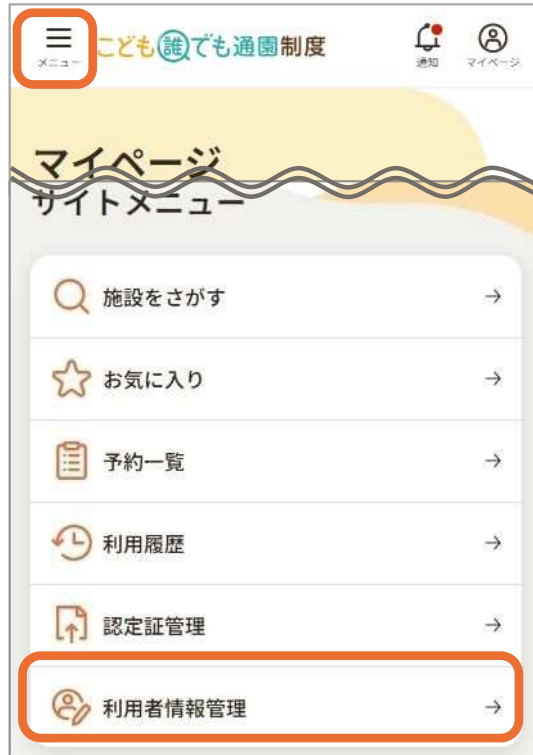 メニュー
こども誰でも通園制度
通知
マイページ
マイページ
サイトメニュー
施設をさがす
お気に入り
予約一覧
利用履歴
認定証管理
利用者情報管理